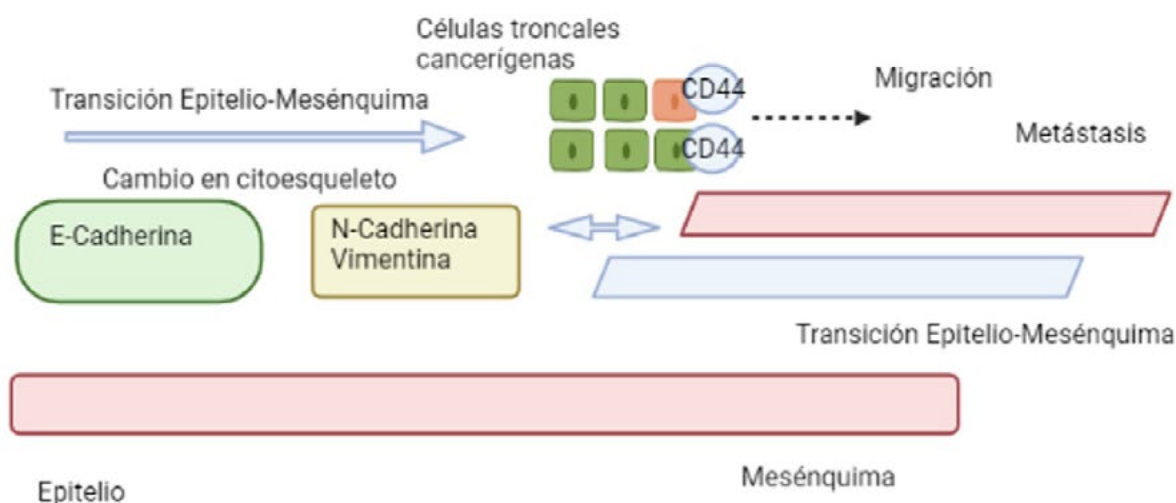 Células troncales
cancerígenas
Transición Epitelio-Mesénquima
CD44
Migración
CD44
Metástasis
Cambio en citoesqueleto
E-Cadherina
N-Cadherina
Vimentina
Transición Epitelio-Mesénquima
Epitelio
Mesénquima